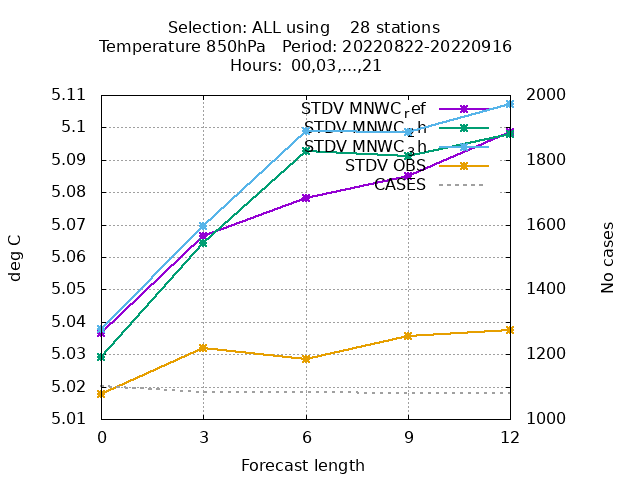 Selection: ALL using    28 stations
Temperature 850hPa   Period: 20220822-20220916
Hours:  00,03,...,21
5.11
5.1
5.09
5.08
5.07
5.06
5.05
5.04
5.03
5.02
5.01
deg C
STDV MNWC_ref
STDV MNWC_2h
STDV MNWC_3h
STDV OBS
CASES
2000
1800
1600
1400
1200
1000
No cases
0 3 6 9 12
Forecast length